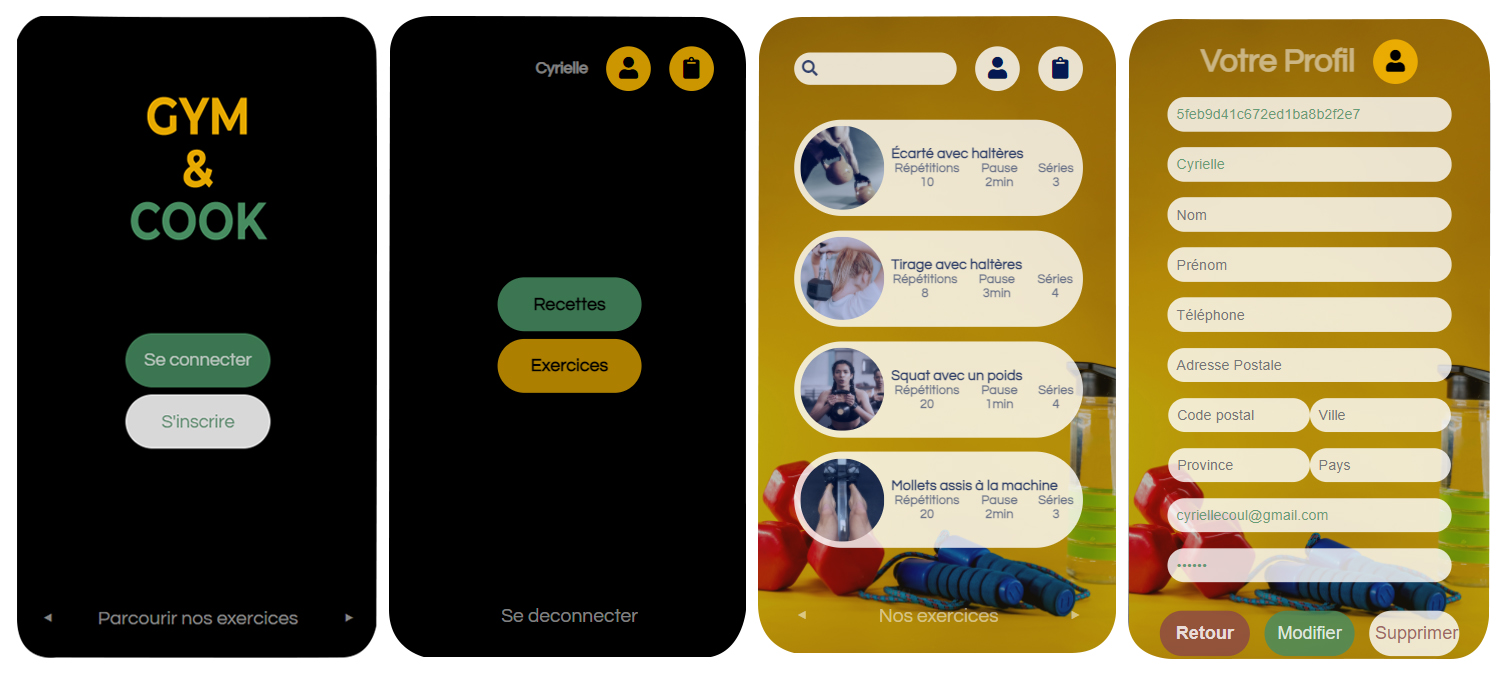 GYM
&
COOK
Se connecter
S'inscrire
◄ Parcourir nos exercices ►
Cyrielle
Recettes
Exercices
Se deconnecter
Écarté avec haltères
Répétitions Pause Séries
10 2min 3
Tirage avec haltères
Répétitions Pause Séries
8 3min 4
Squat avec un poids
Répétitions Pause Séries
20 1min 4
Mollets assis à la machine
Répétitions Pause Séries
20 2min 3
◄ Nos exercices ►
Votre Profil
5feb9d41c672ed1ba8b2f2e7
Cyrielle
Nom
Prénom
Téléphone
Adresse Postale
Code postal Ville
Province Pays
cyriellecoul@gmail.com
••••••
Retour Modifier Supprimer